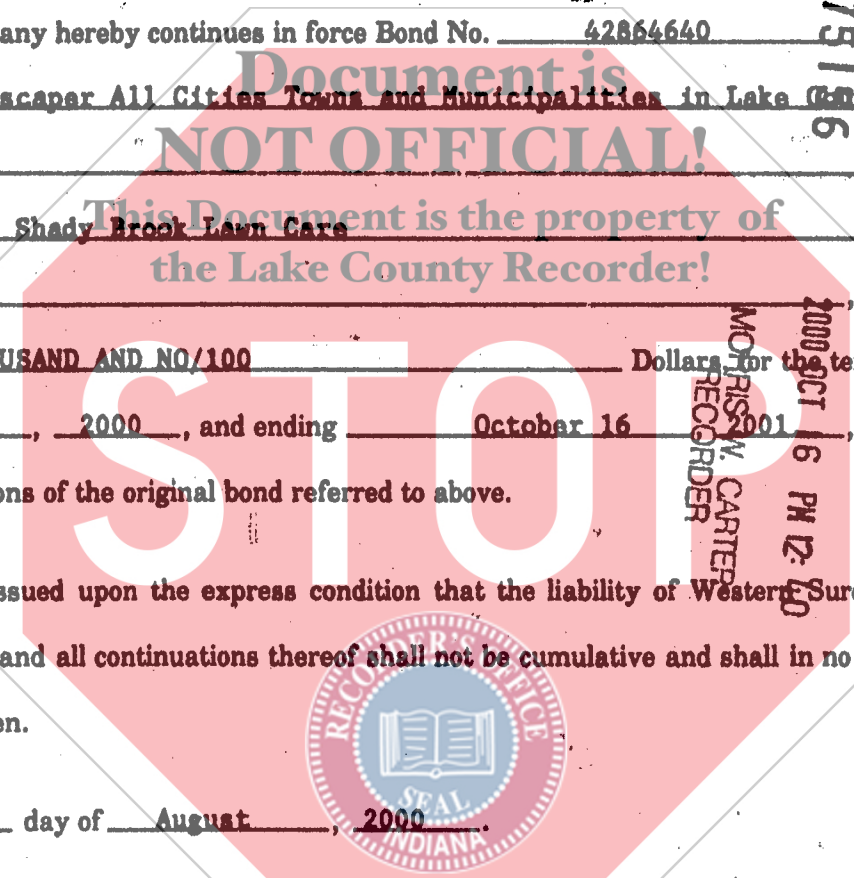 any hereby continues in force Bond No. 42864640
Document is
scaper All Cities Towns and Municipalities in Lake
NOT OFFICIAL!
This Document is the property of
Shady Brook Lawn Care
the Lake County Recorder!
USAND AND NO/100 Dollars, for the te
, 2000, and ending October 16 2001,
ons of the original bond referred to above.
STOP
ssued upon the express condition that the liability of Western Sure
and all continuations thereof shall not be cumulative and shall in no
en.
day of August, 2000.
RECORDER'S OFFICE
SEAL
INDIANA
2000 OCT 16 PM 12:40
MORRIS W. CARTER
RECORDER